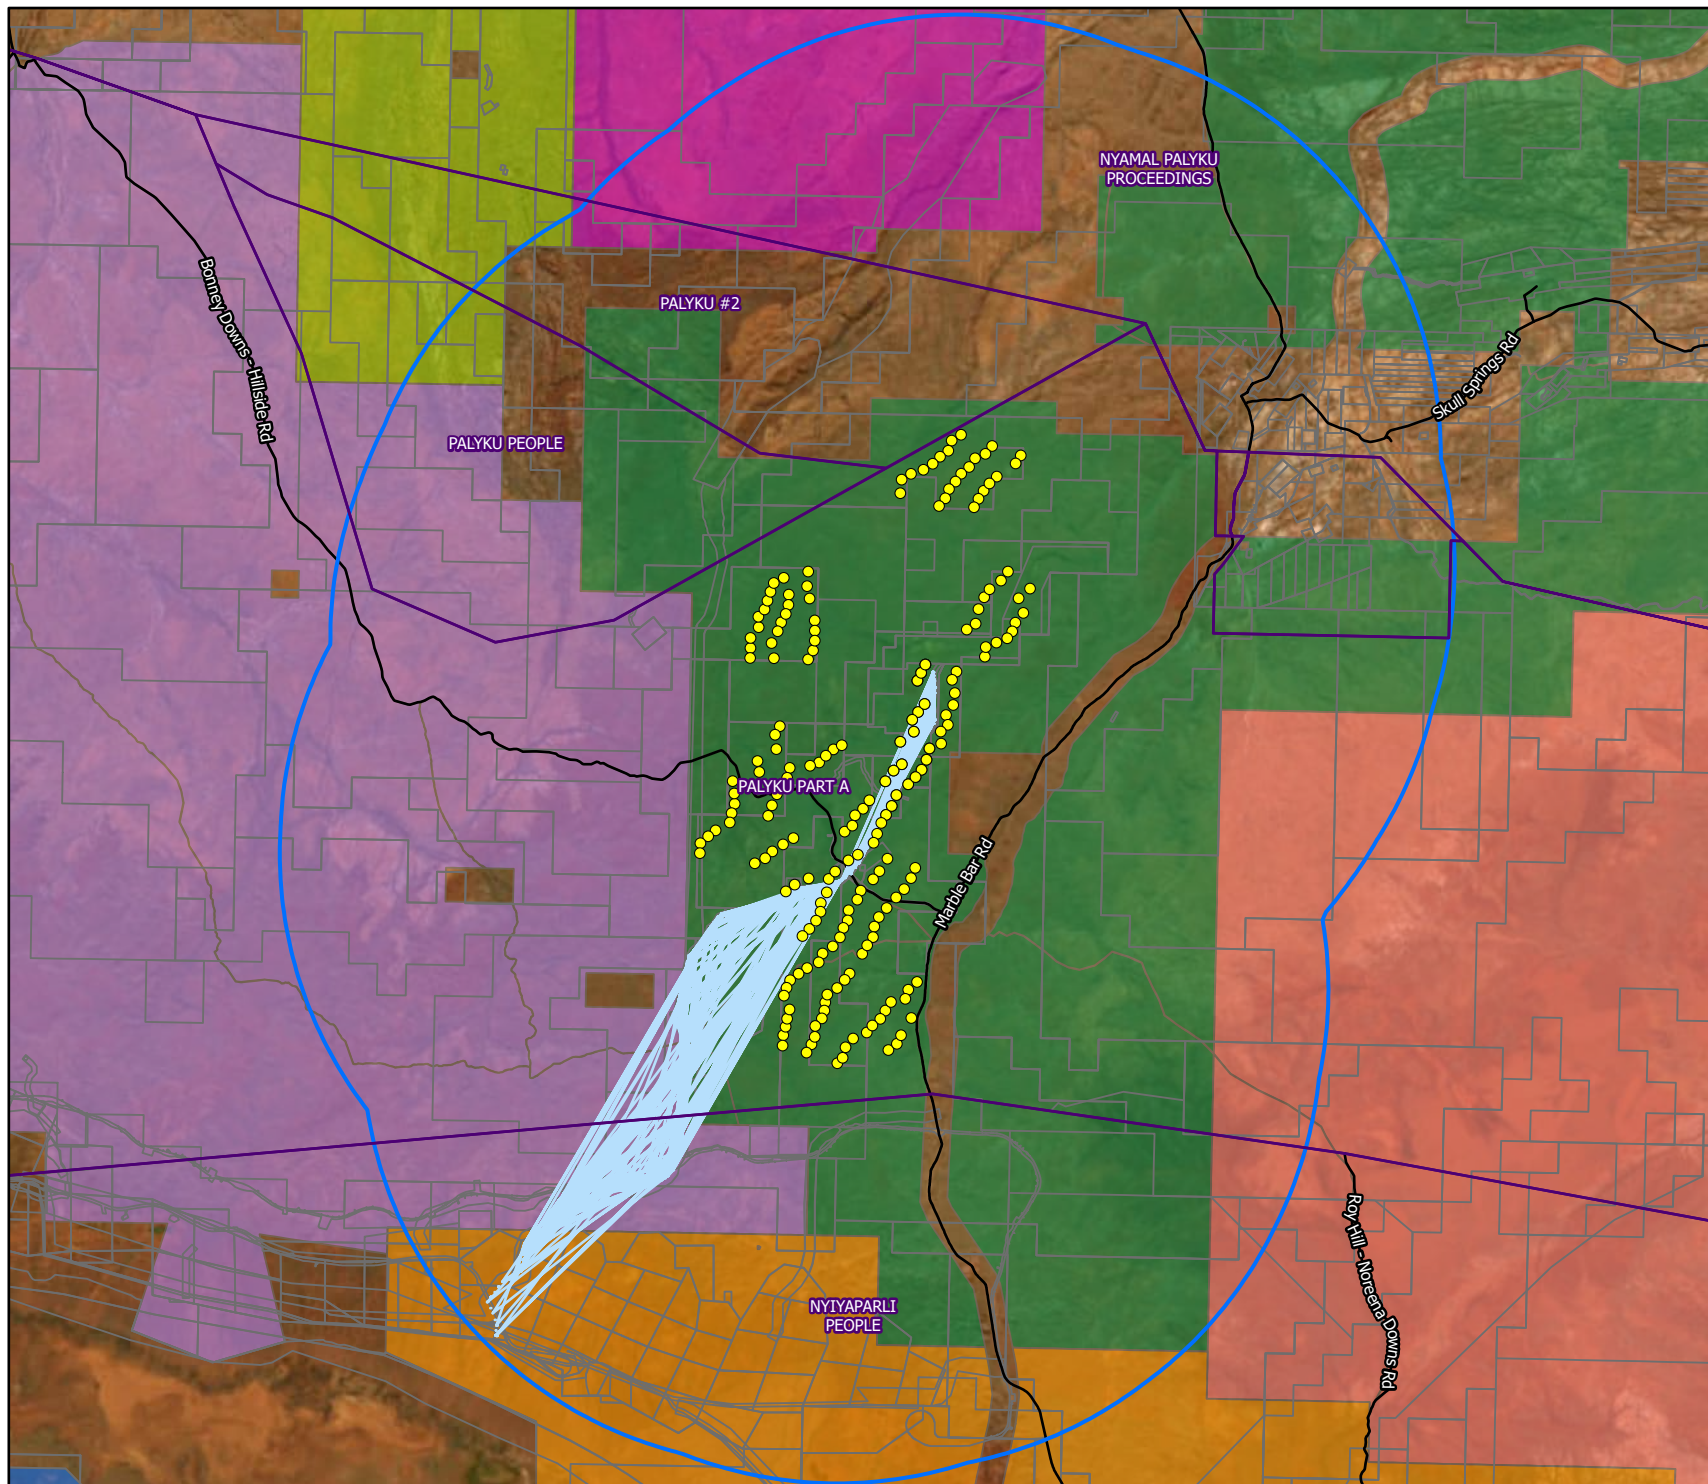 NYAMAL PALYKU
PROCEEDINGS
Bonney Downs - Hillside Rd
PALYKU #2
Skull Springs Rd
PALYKU PEOPLE
PALYKU PART A
Marble Bar Rd
Roy Hill - Noreena Downs Rd
NYIYAPARLI
PEOPLE